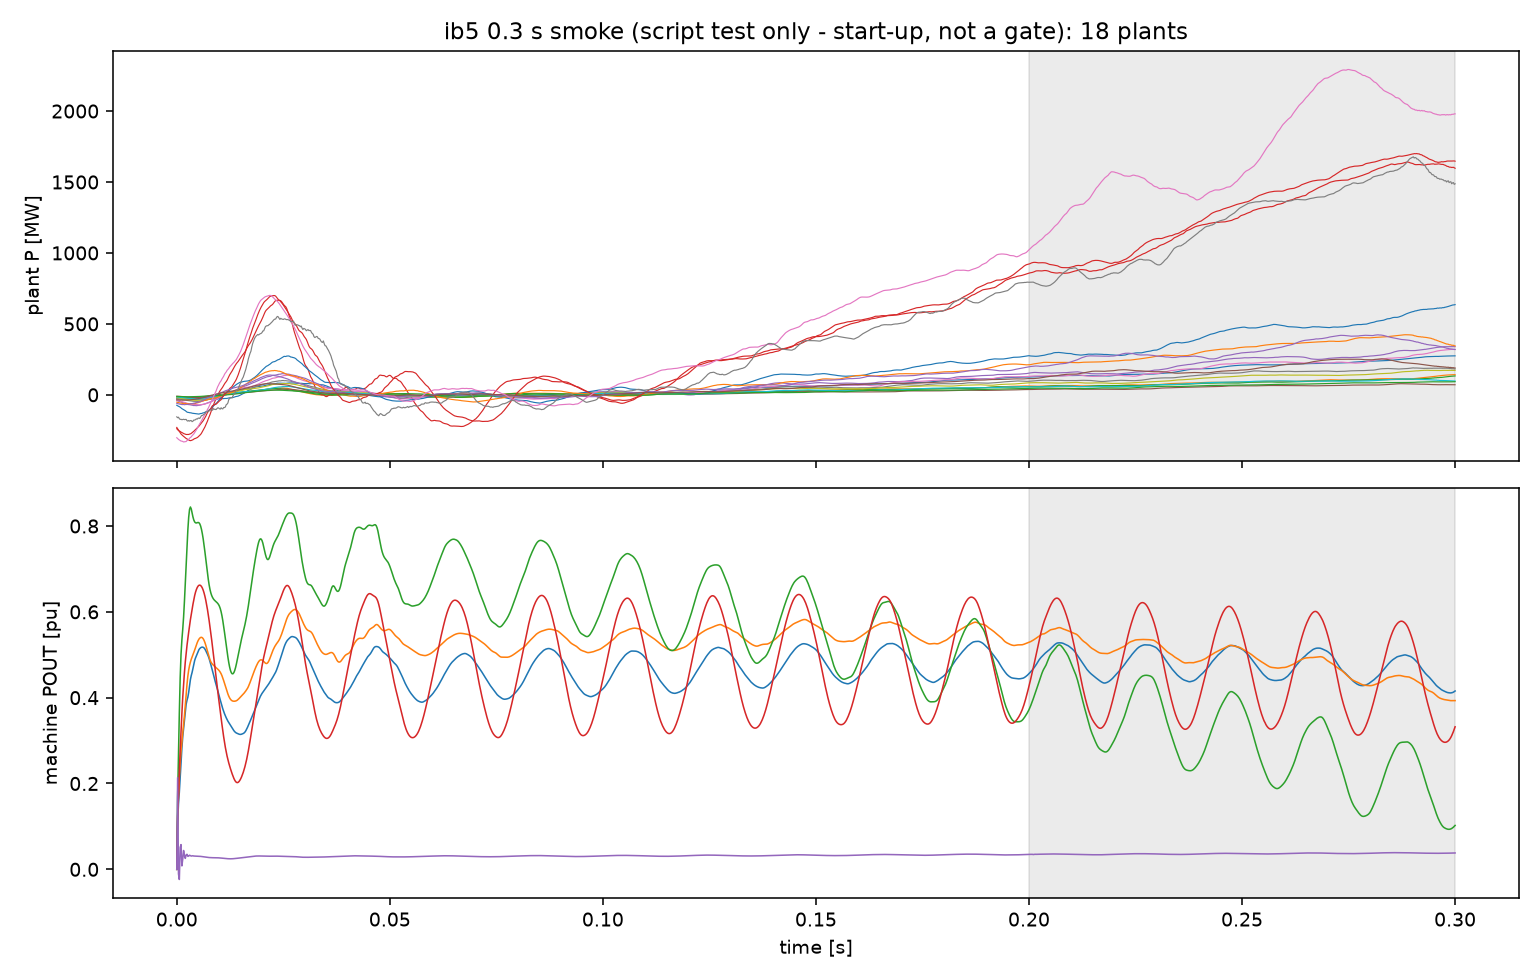 ib5 0.3 s smoke (script test only - start-up, not a gate): 18 plants
plant P [MW]
2000
1500
1000
500
0
machine POUT [pu]
0.8
0.6
0.4
0.2
0.0
0.00 0.05 0.10 0.15 0.20 0.25 0.30
time [s]